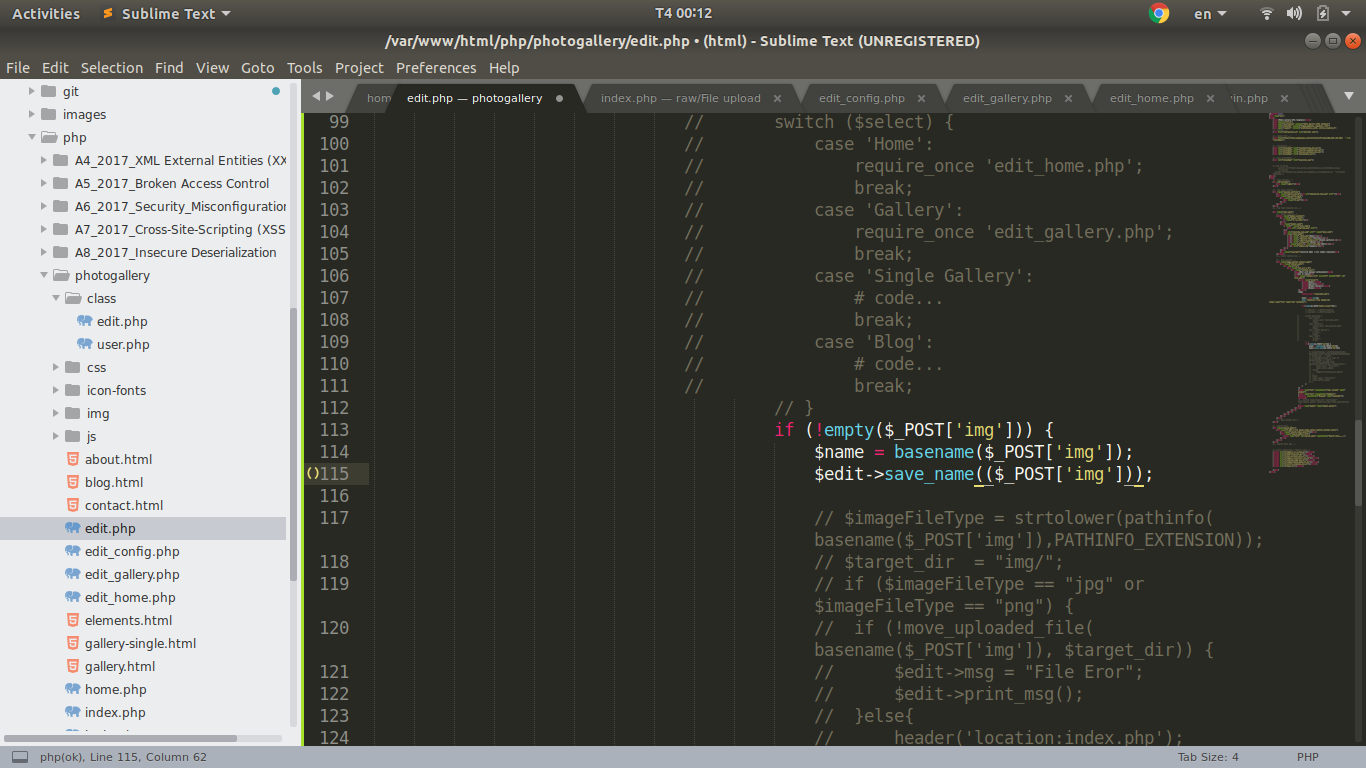 Activities Sublime Text T4 00:12 en
/var/www/html/php/photogallery/edit.php • (html) - Sublime Text (UNREGISTERED)
File Edit Selection Find View Goto Tools Project Preferences Help
git
images
php
A4_2017_XML External Entities (XX
A5_2017_Broken Access Control
A6_2017_Security_Misconfiguration
A7_2017_Cross-Site-Scripting (XSS
A8_2017_Insecure Deserialization
photogallery
class
edit.php
user.php
css
icon-fonts
img
js
about.html
blog.html
contact.html
edit.php
edit_config.php
edit_gallery.php
edit_home.php
elements.html
gallery-single.html
gallery.html
home.php
index.php
hom edit.php — photogallery index.php — raw/File upload edit_config.php edit_gallery.php edit_home.php in.php
99 // switch ($select) {
100 // case 'Home':
101 // require_once 'edit_home.php';
102 // break;
103 // case 'Gallery':
104 // require_once 'edit_gallery.php';
105 // break;
106 // case 'Single Gallery':
107 // # code...
108 // break;
109 // case 'Blog':
110 // # code...
111 // break;
112 // }
113 if (!empty($_POST['img'])) {
114 $name = basename($_POST['img']);
115 $edit->save_name(($_POST['img']));
116
117 // $imageFileType = strtolower(pathinfo(
basename($_POST['img']),PATHINFO_EXTENSION));
118 // $target_dir = "img/";
119 // if ($imageFileType == "jpg" or
$imageFileType == "png") {
120 // if (!move_uploaded_file(
basename($_POST['img']), $target_dir)) {
121 // $edit->msg = "File Eror";
122 // $edit->print_msg();
123 // }else{
124 // header('location:index.php');
php(ok), Line 115, Column 62 Tab Size: 4 PHP